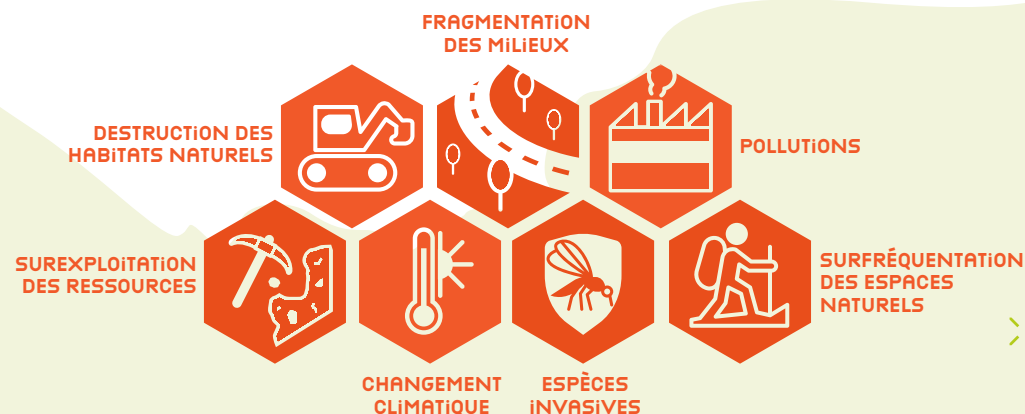 FRAGMENTATiON
DES MiLiEUX
DESTRUCTiON DES
HABiTATS NATURELS
POLLUTiONS
SUREXPLOiTATiON
DES RESSOURCES
SURFRÉQUENTATiON
DES ESPACES
NATURELS
CHANGEMENT
CLiMATiQUE
ESPÈCES
iNVASiVES